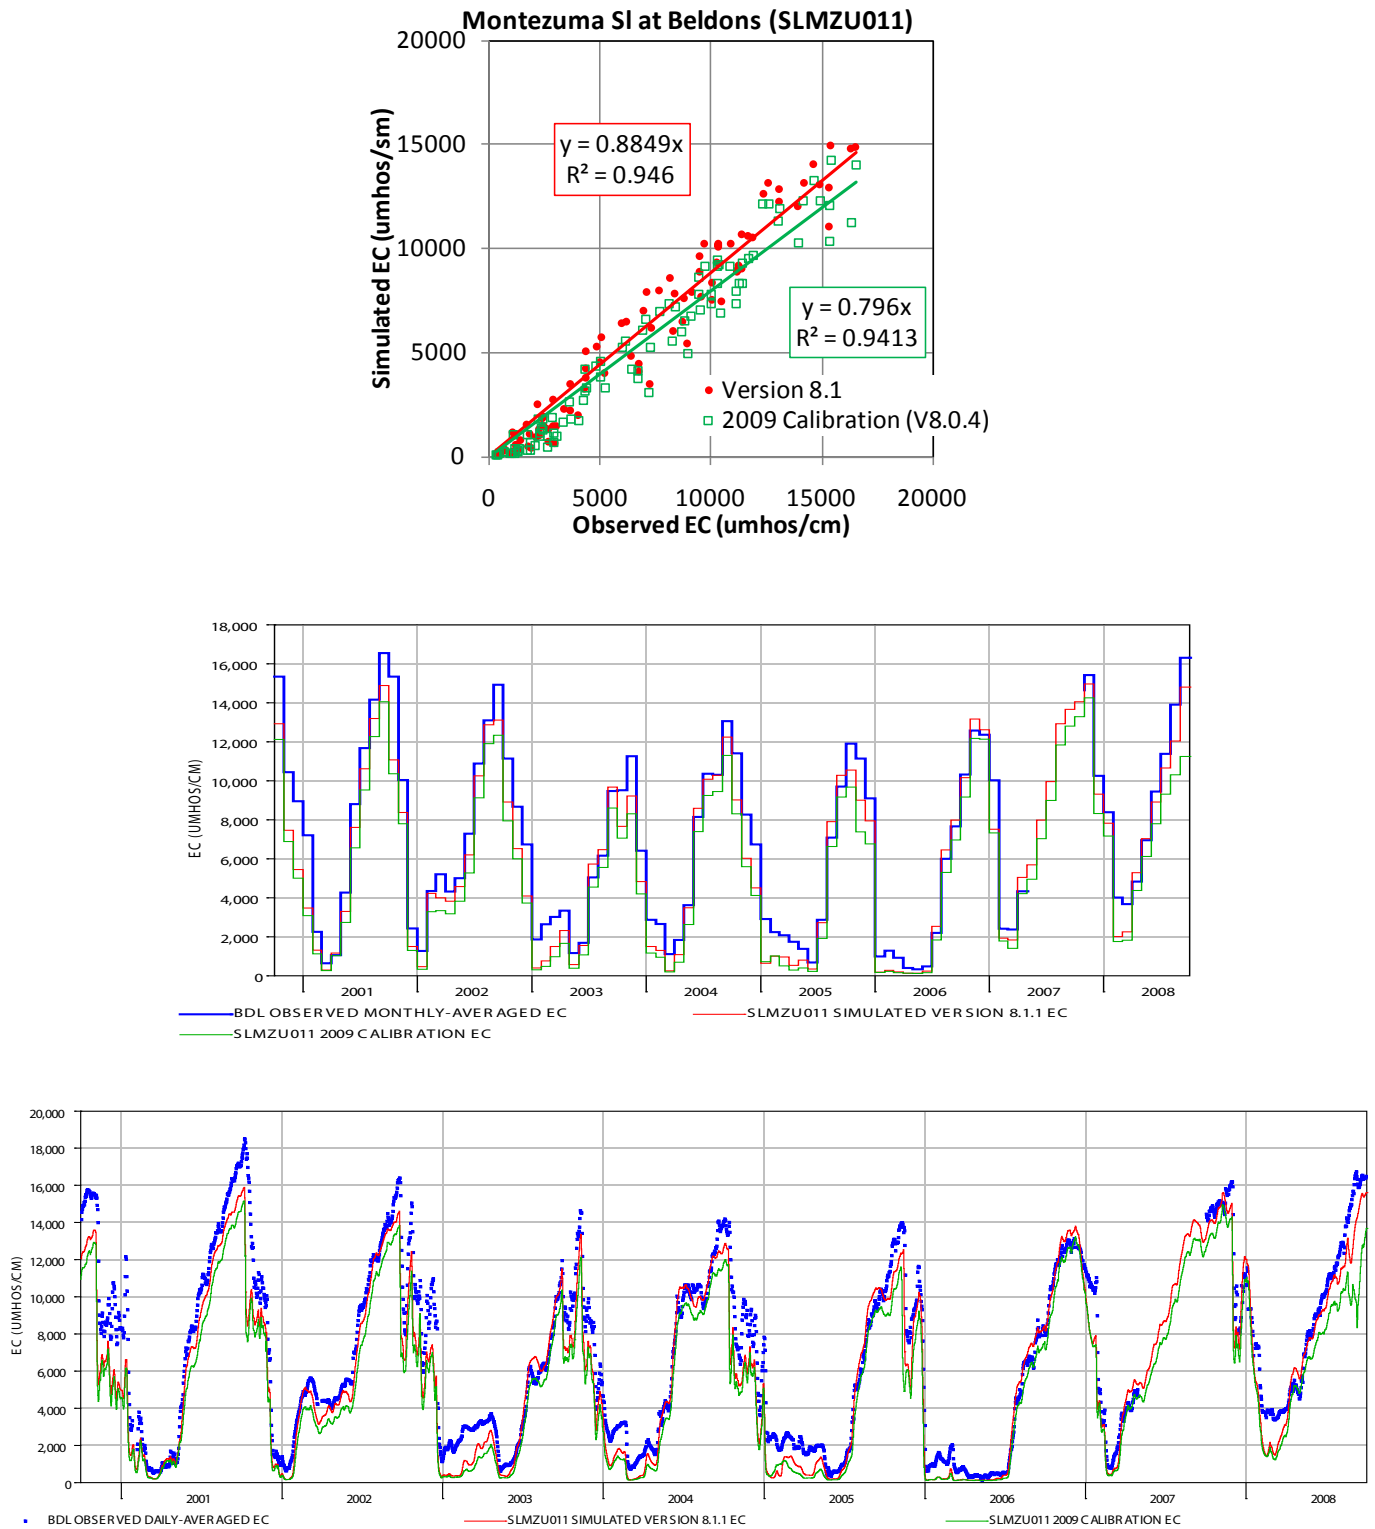 Montezuma Sl at Beldons (SLMZU011)
20000
15000
10000
5000
0
Simulated EC (umhos/sm)
y = 0.8849x
R² = 0.946
y = 0.796x
R² = 0.9413
Version 8.1
2009 Calibration (V8.0.4)
0 5000 10000 15000 20000
Observed EC (umhos/cm)
18,000
16,000
14,000
12,000
10,000
8,000
6,000
4,000
2,000
0
EC (UMHOS/CM)
2001 2002 2003 2004 2005 2006 2007 2008
BDL OBSERVED MONTHLY-AVERAGED EC SLMZU011 SIMULATED VERSION 8.1.1 EC
SLMZU011 2009 CALIBRATION EC
20,000
18,000
16,000
14,000
12,000
10,000
8,000
6,000
4,000
2,000
0
EC (UMHOS/CM)
2001 2002 2003 2004 2005 2006 2007 2008
BDL OBSERVED DAILY-AVERAGED EC SLMZU011 SIMULATED VERSION 8.1.1 EC SLMZU011 2009 CALIBRATION EC